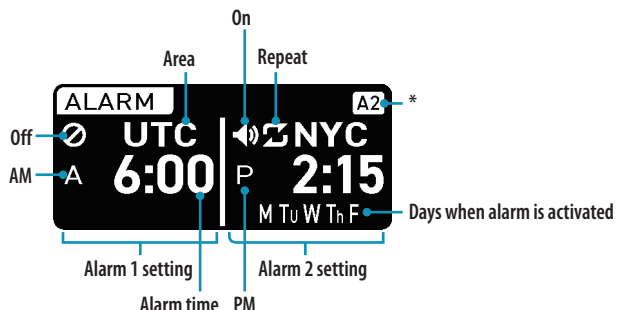 On
Area Repeat
ALARM A2 *
Off UTC NYC
AM A 6:00 P 2:15
M Tu W Th F Days when alarm is activated
Alarm 1 setting Alarm 2 setting
Alarm time PM